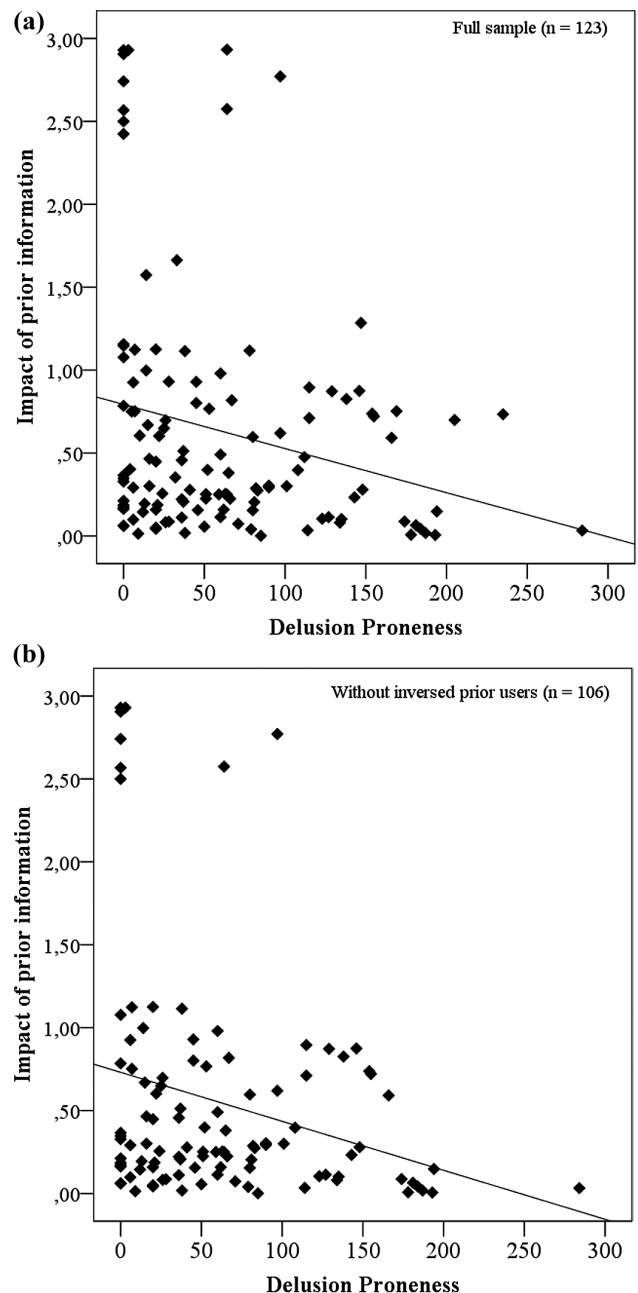 (a)
Full sample (n = 123)
3,00
2,50
2,00
1,50
1,00
,50
,00
Impact of prior information
0 50 100 150 200 250 300
Delusion Proneness
(b)
Without inversed prior users (n = 106)
3,00
2,50
2,00
1,50
1,00
,50
,00
Impact of prior information
0 50 100 150 200 250 300
Delusion Proneness